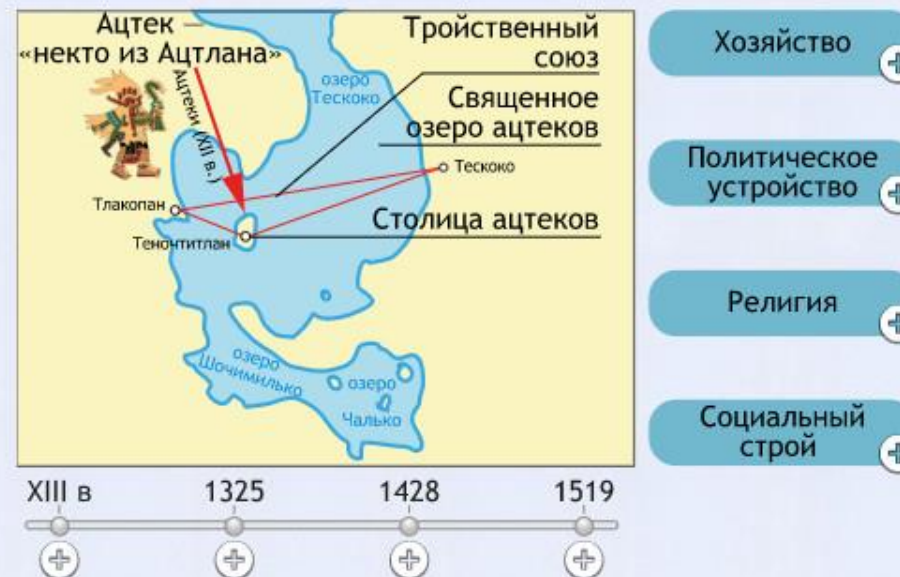 Ацтек –
«некто из Ацтлана»
Тройственный
союз
озеро
Тескоко
Ацтеки (XII в.)
Священное
озеро ацтеков
Тескоко
Тлакопан
Столица ацтеков
Теночтитлан
озеро
Шочимилько
озеро
Чалько
Хозяйство
Политическое
устройство
Религия
Социальный
строй
XIII в
1325
1428
1519